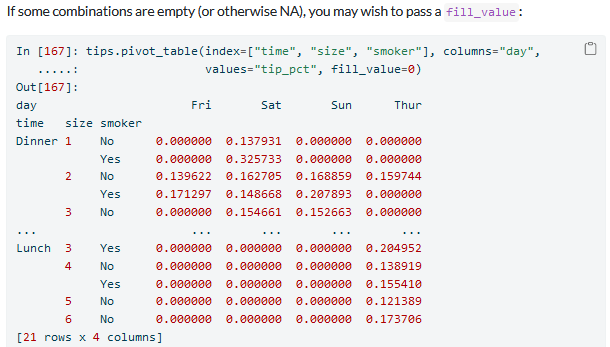 If some combinations are empty (or otherwise NA), you may wish to pass a fill_value :
In [167]: tips.pivot_table(index=["time", "size", "smoker"], columns="day",
   .....:                  values="tip_pct", fill_value=0)
Out[167]:
day                      Fri       Sat       Sun      Thur
time   size smoker
Dinner 1    No      0.000000  0.137931  0.000000  0.000000
            Yes     0.000000  0.325733  0.000000  0.000000
       2    No      0.139622  0.162705  0.168859  0.159744
            Yes     0.171297  0.148668  0.207893  0.000000
       3    No      0.000000  0.154661  0.152663  0.000000
...                      ...       ...       ...       ...
Lunch  3    Yes     0.000000  0.000000  0.000000  0.204952
       4    No      0.000000  0.000000  0.000000  0.138919
            Yes     0.000000  0.000000  0.000000  0.155410
       5    No      0.000000  0.000000  0.000000  0.121389
       6    No      0.000000  0.000000  0.000000  0.173706
[21 rows x 4 columns]